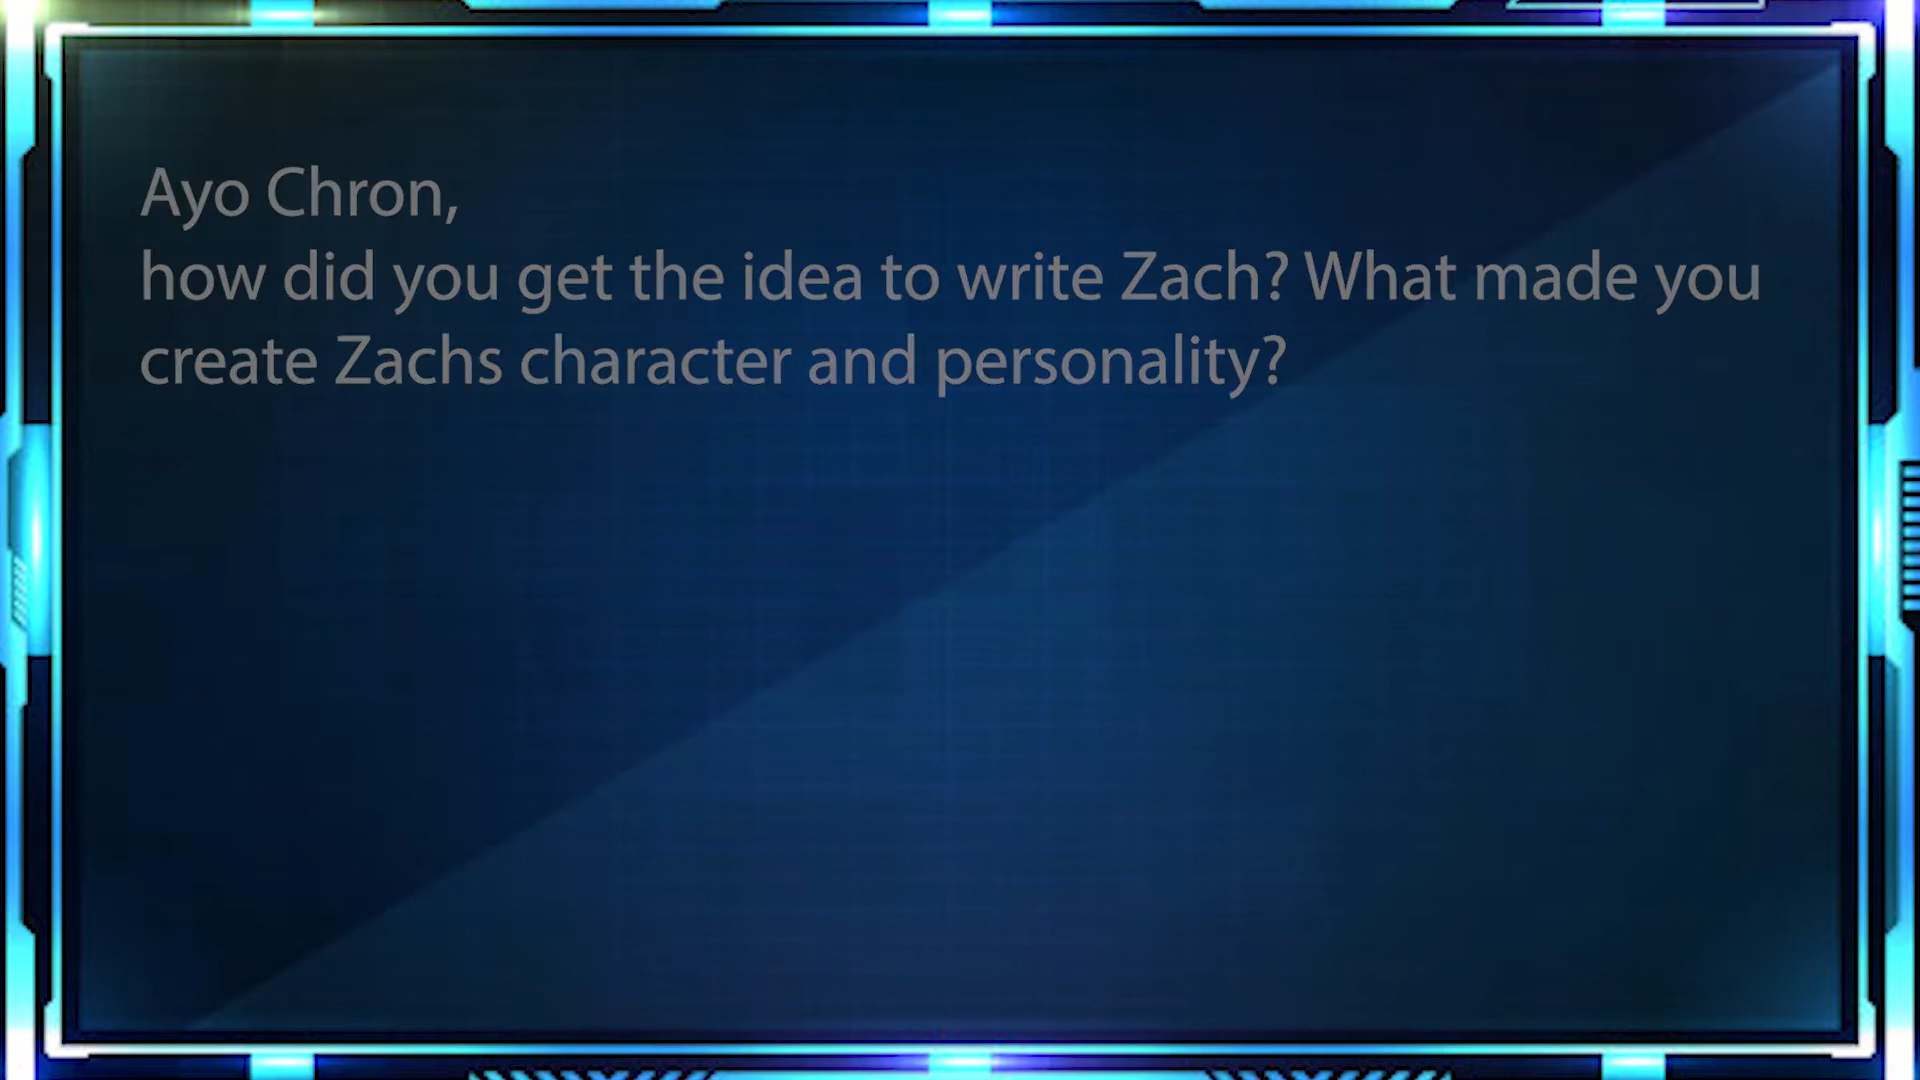 Ayo Chron,
how did you get the idea to write Zach? What made you
create Zachs character and personality?